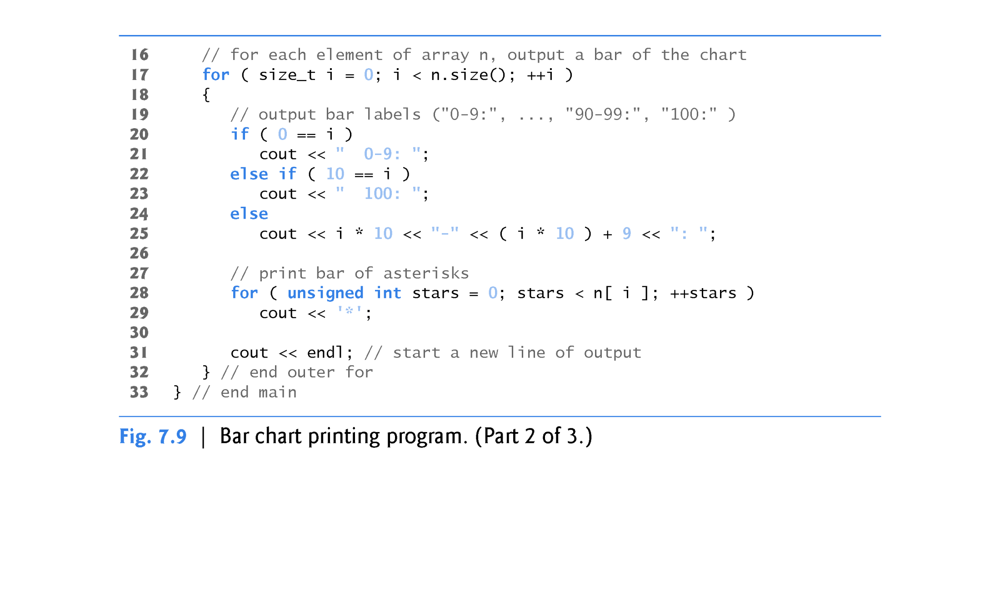 16 // for each element of array n, output a bar of the chart
17 for ( size_t i = 0; i < n.size(); ++i )
18 {
19 // output bar labels ("0-9:", ..., "90-99:", "100:" )
20 if ( 0 == i )
21 cout << "  0-9: ";
22 else if ( 10 == i )
23 cout << "  100: ";
24 else
25 cout << i * 10 << "-" << ( i * 10 ) + 9 << ": ";
26
27 // print bar of asterisks
28 for ( unsigned int stars = 0; stars < n[ i ]; ++stars )
29 cout << '*';
30
31 cout << endl; // start a new line of output
32 } // end outer for
33 } // end main
Fig. 7.9 | Bar chart printing program. (Part 2 of 3.)